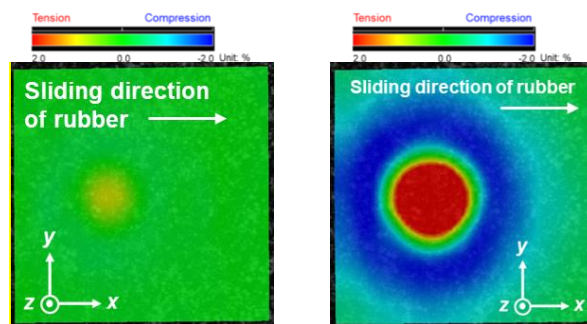 Tension Compression
2.0 0.0 -2.0 Unit: %
Sliding direction
of rubber
y
z x
Tension Compression
2.0 0.0 -2.0 Unit: %
Sliding direction of rubber
y
z x